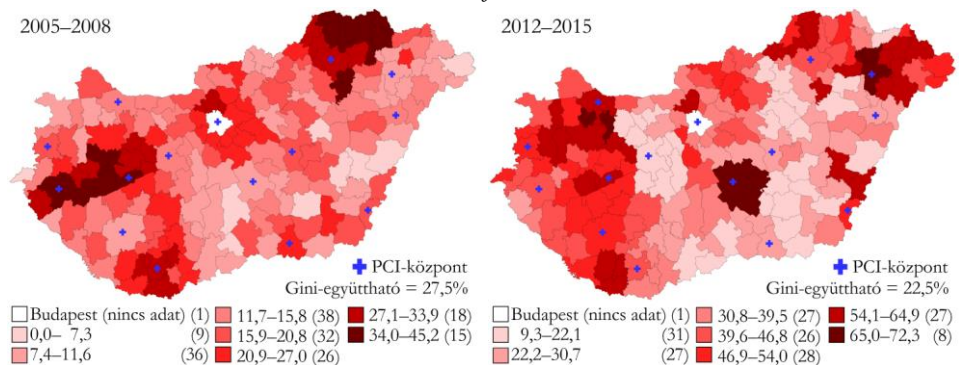 2005–2008
2012–2015
PCI-központ
Gini-együttható = 27,5%
Budapest (nincs adat) (1)
0,0– 7,3 (9)
7,4–11,6 (36)
11,7–15,8 (38)
15,9–20,8 (32)
20,9–27,0 (26)
27,1–33,9 (18)
34,0–45,2 (15)
PCI-központ
Gini-együttható = 22,5%
Budapest (nincs adat) (1)
9,3–22,1 (31)
22,2–30,7 (27)
30,8–39,5 (27)
39,6–46,8 (26)
46,9–54,0 (28)
54,1–64,9 (27)
65,0–72,3 (8)